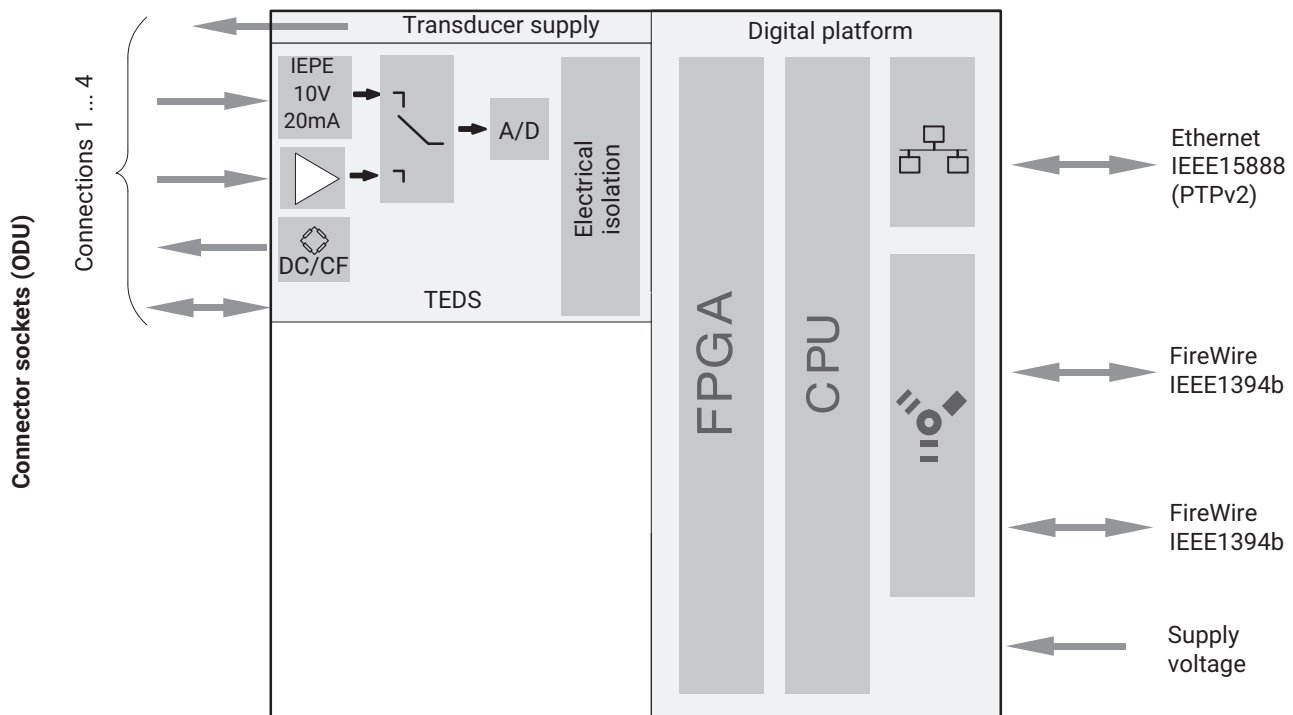 Transducer supply
Digital platform
IEPE
10V
20mA
A/D
Electrical
isolation
DC/CF
TEDS
Connector sockets (ODU)
Connections 1 ... 4
FPGA
CPU
Ethernet
IEEE15888
(PTPv2)
FireWire
IEEE1394b
FireWire
IEEE1394b
Supply
voltage